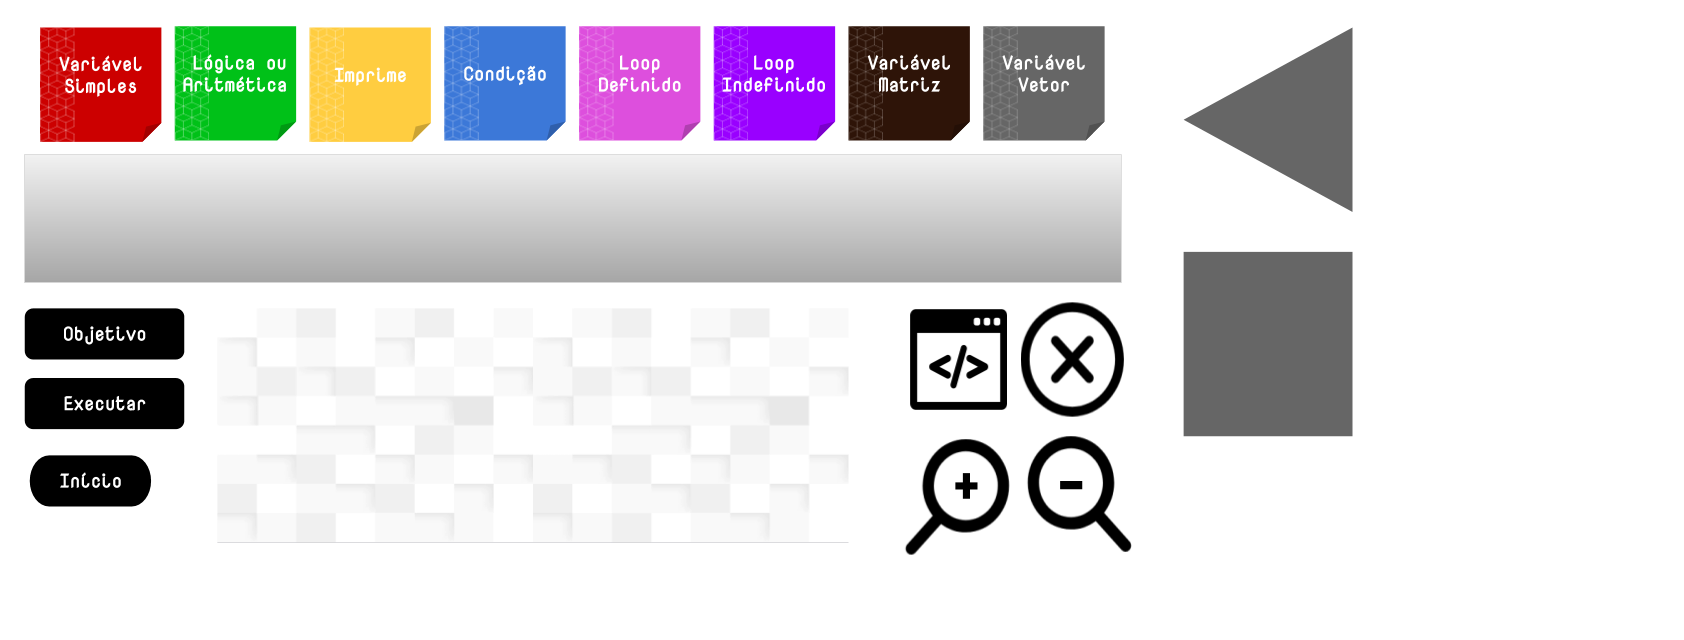 Variável
Simples
Lógica ou
Aritmética
Imprime
Condição
Loop
Definido
Loop
Indefinido
Variável
Matriz
Variável
Vetor
Objetivo
Executar
Início
</>
+
-